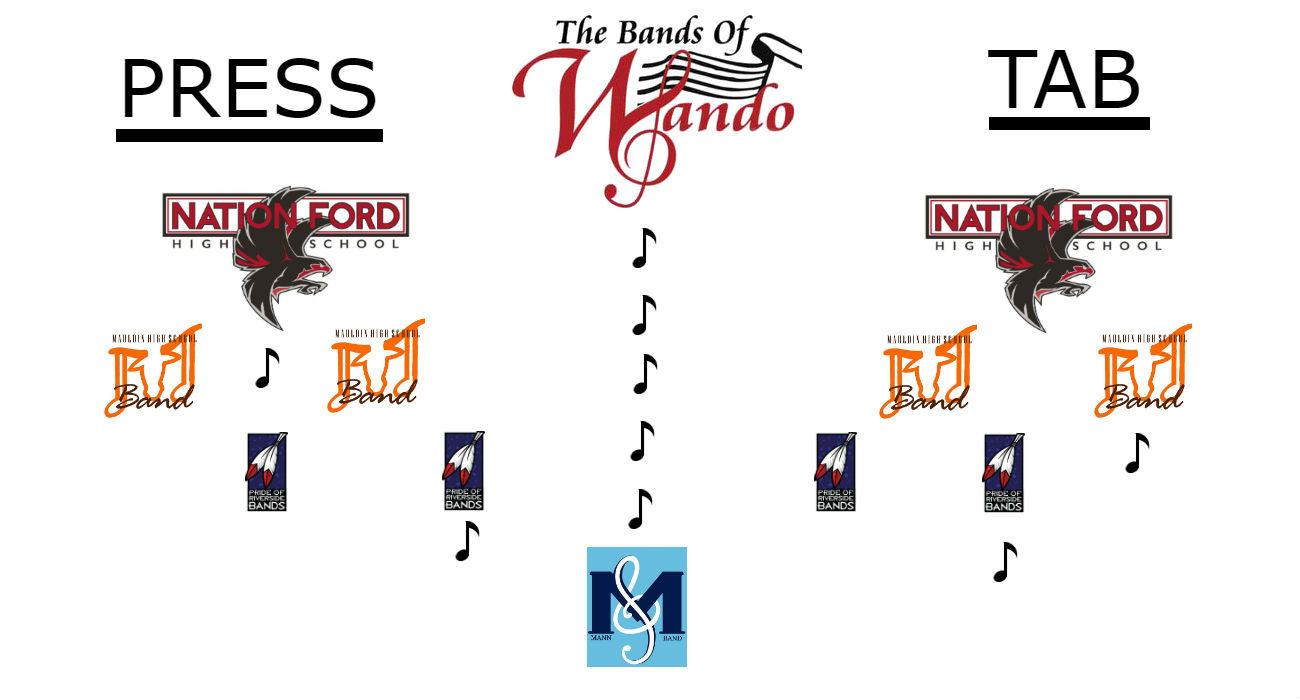 The Bands Of
Wando
PRESS
TAB
NATION FORD
HIGH SCHOOL
NATION FORD
HIGH SCHOOL
MAULDIN HIGH SCHOOL
Band
MAULDIN HIGH SCHOOL
Band
MAULDIN HIGH SCHOOL
Band
MAULDIN HIGH SCHOOL
Band
PRIDE OF
RIVERSIDE
BANDS
PRIDE OF
RIVERSIDE
BANDS
PRIDE OF
RIVERSIDE
BANDS
PRIDE OF
RIVERSIDE
BANDS
M&M
MANN BAND